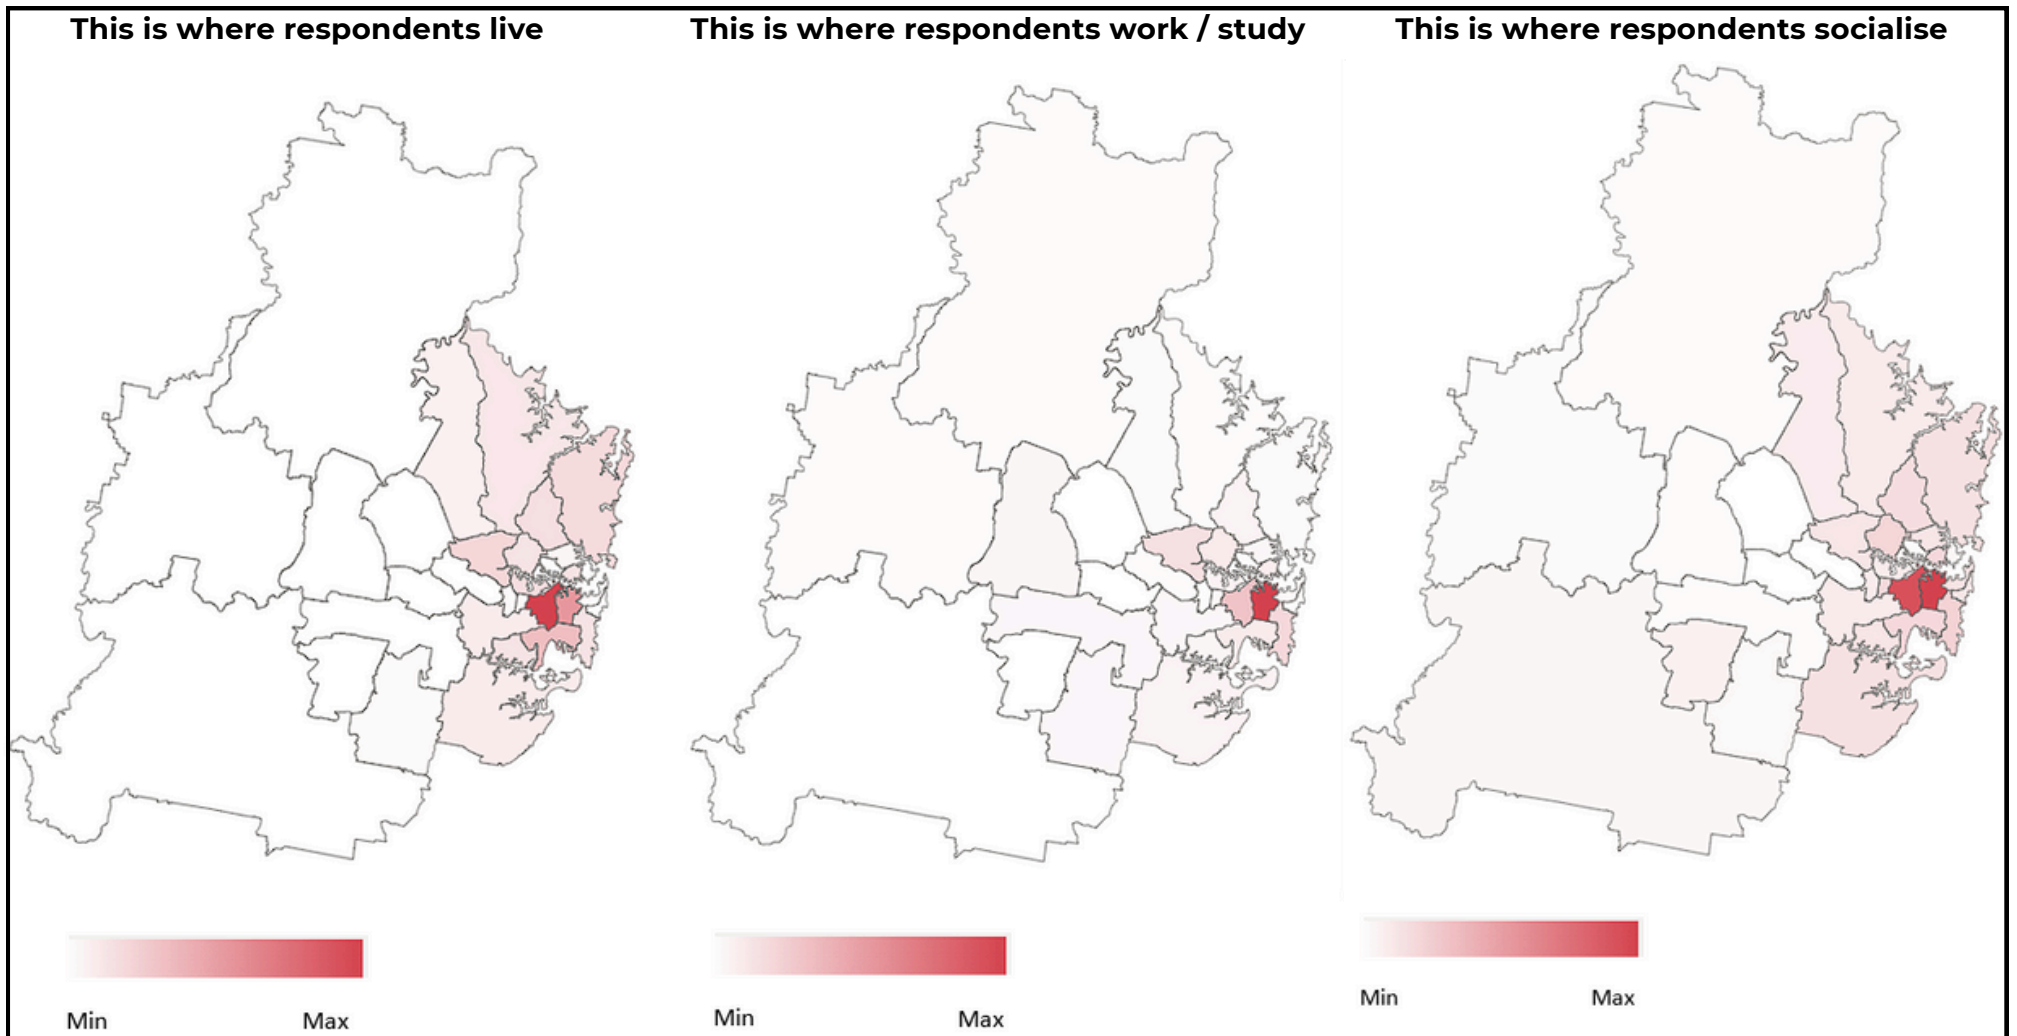 This is where respondents live
This is where respondents work / study
This is where respondents socialise
Min Max
Min Max
Min Max